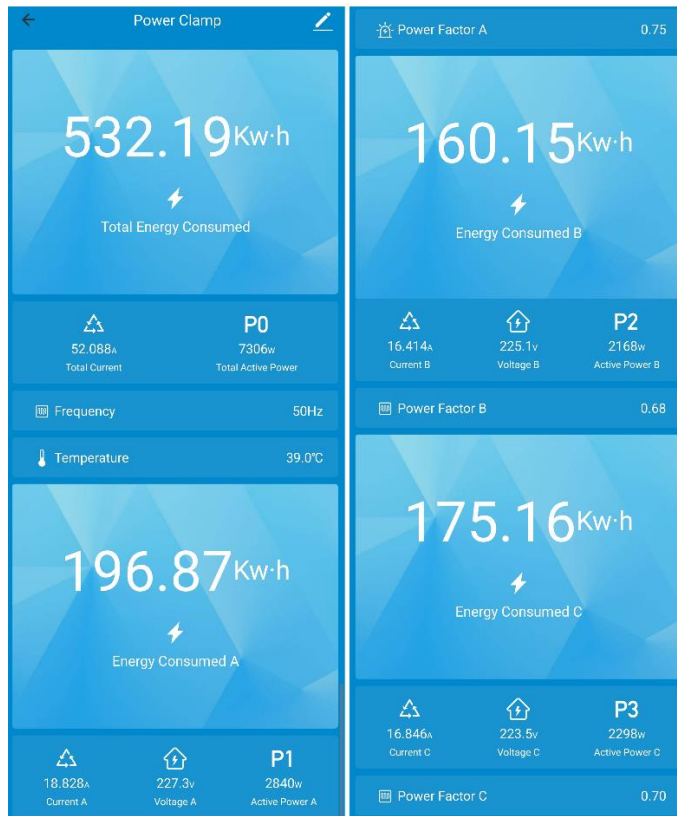 Power Clamp
532.19Kw·h
Total Energy Consumed
P0
52.088A 7306w
Total Current Total Active Power
Frequency 50Hz
Temperature 39.0℃
196.87Kw·h
Energy Consumed A
P1
18.828A 227.3v 2840w
Current A Voltage A Active Power A
Power Factor A 0.75
160.15Kw·h
Energy Consumed B
P2
16.414A 225.1v 2168w
Current B Voltage B Active Power B
Power Factor B 0.68
175.16Kw·h
Energy Consumed C
P3
16.846A 223.5v 2298w
Current C Voltage C Active Power C
Power Factor C 0.70